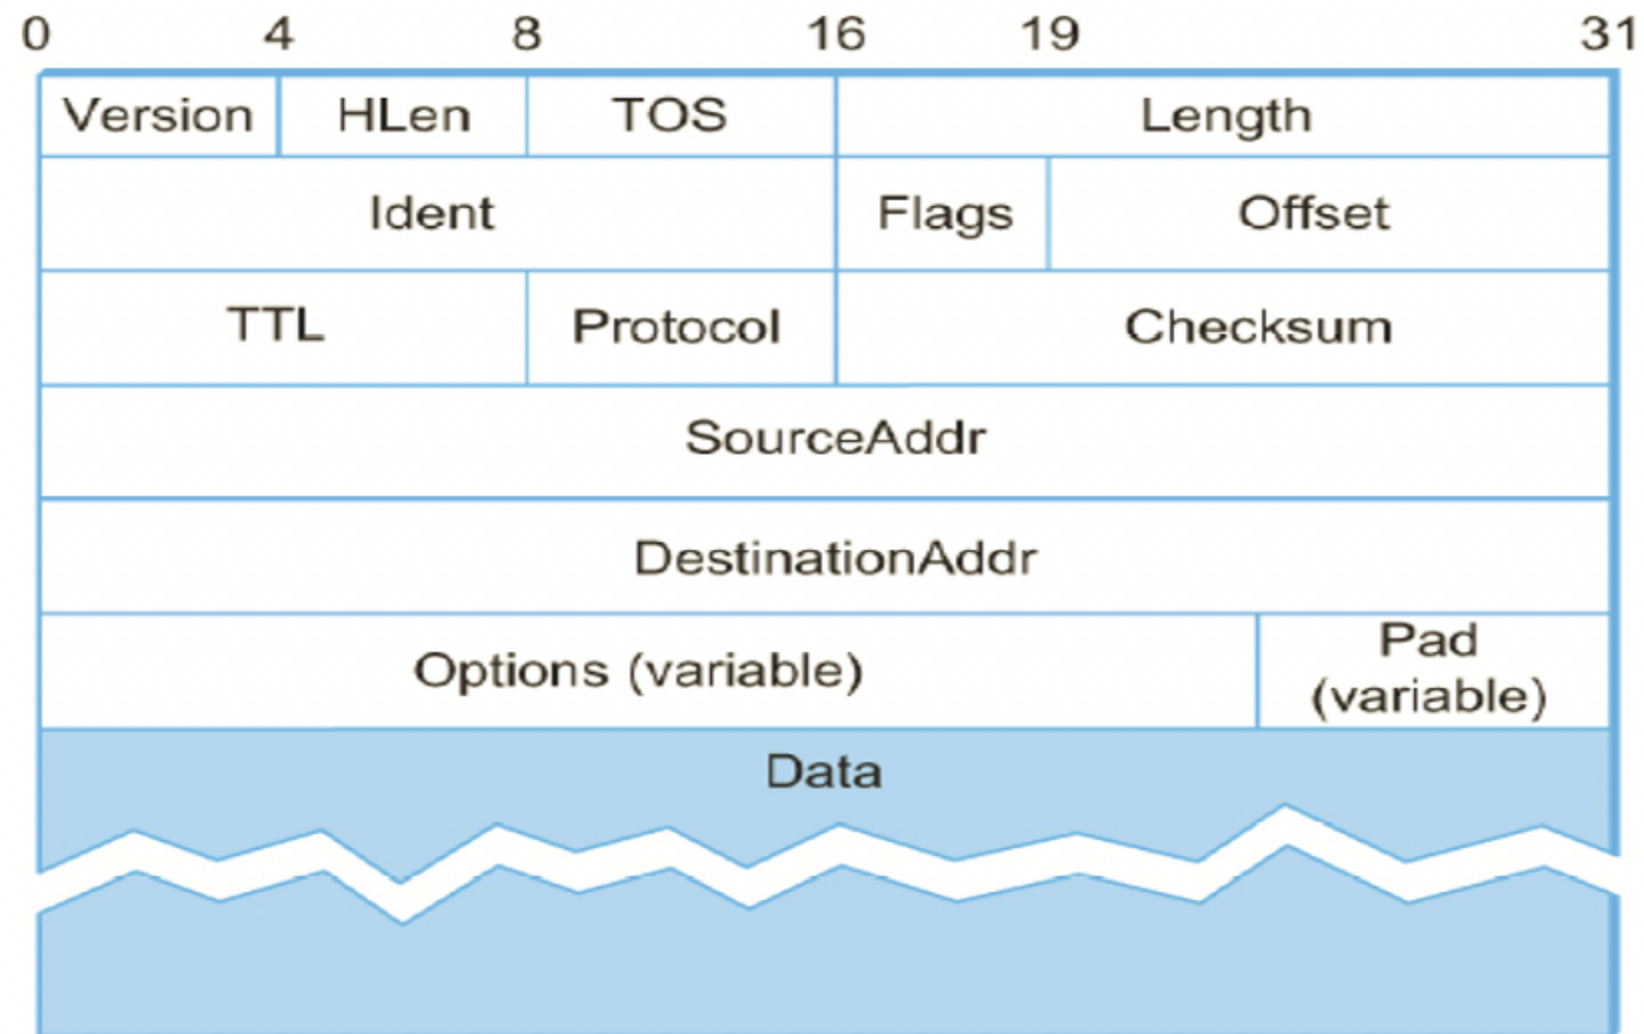 0 4 8 16 19 31
Version HLen TOS Length
Ident Flags Offset
TTL Protocol Checksum
SourceAddr
DestinationAddr
Options (variable) Pad
(variable)
Data